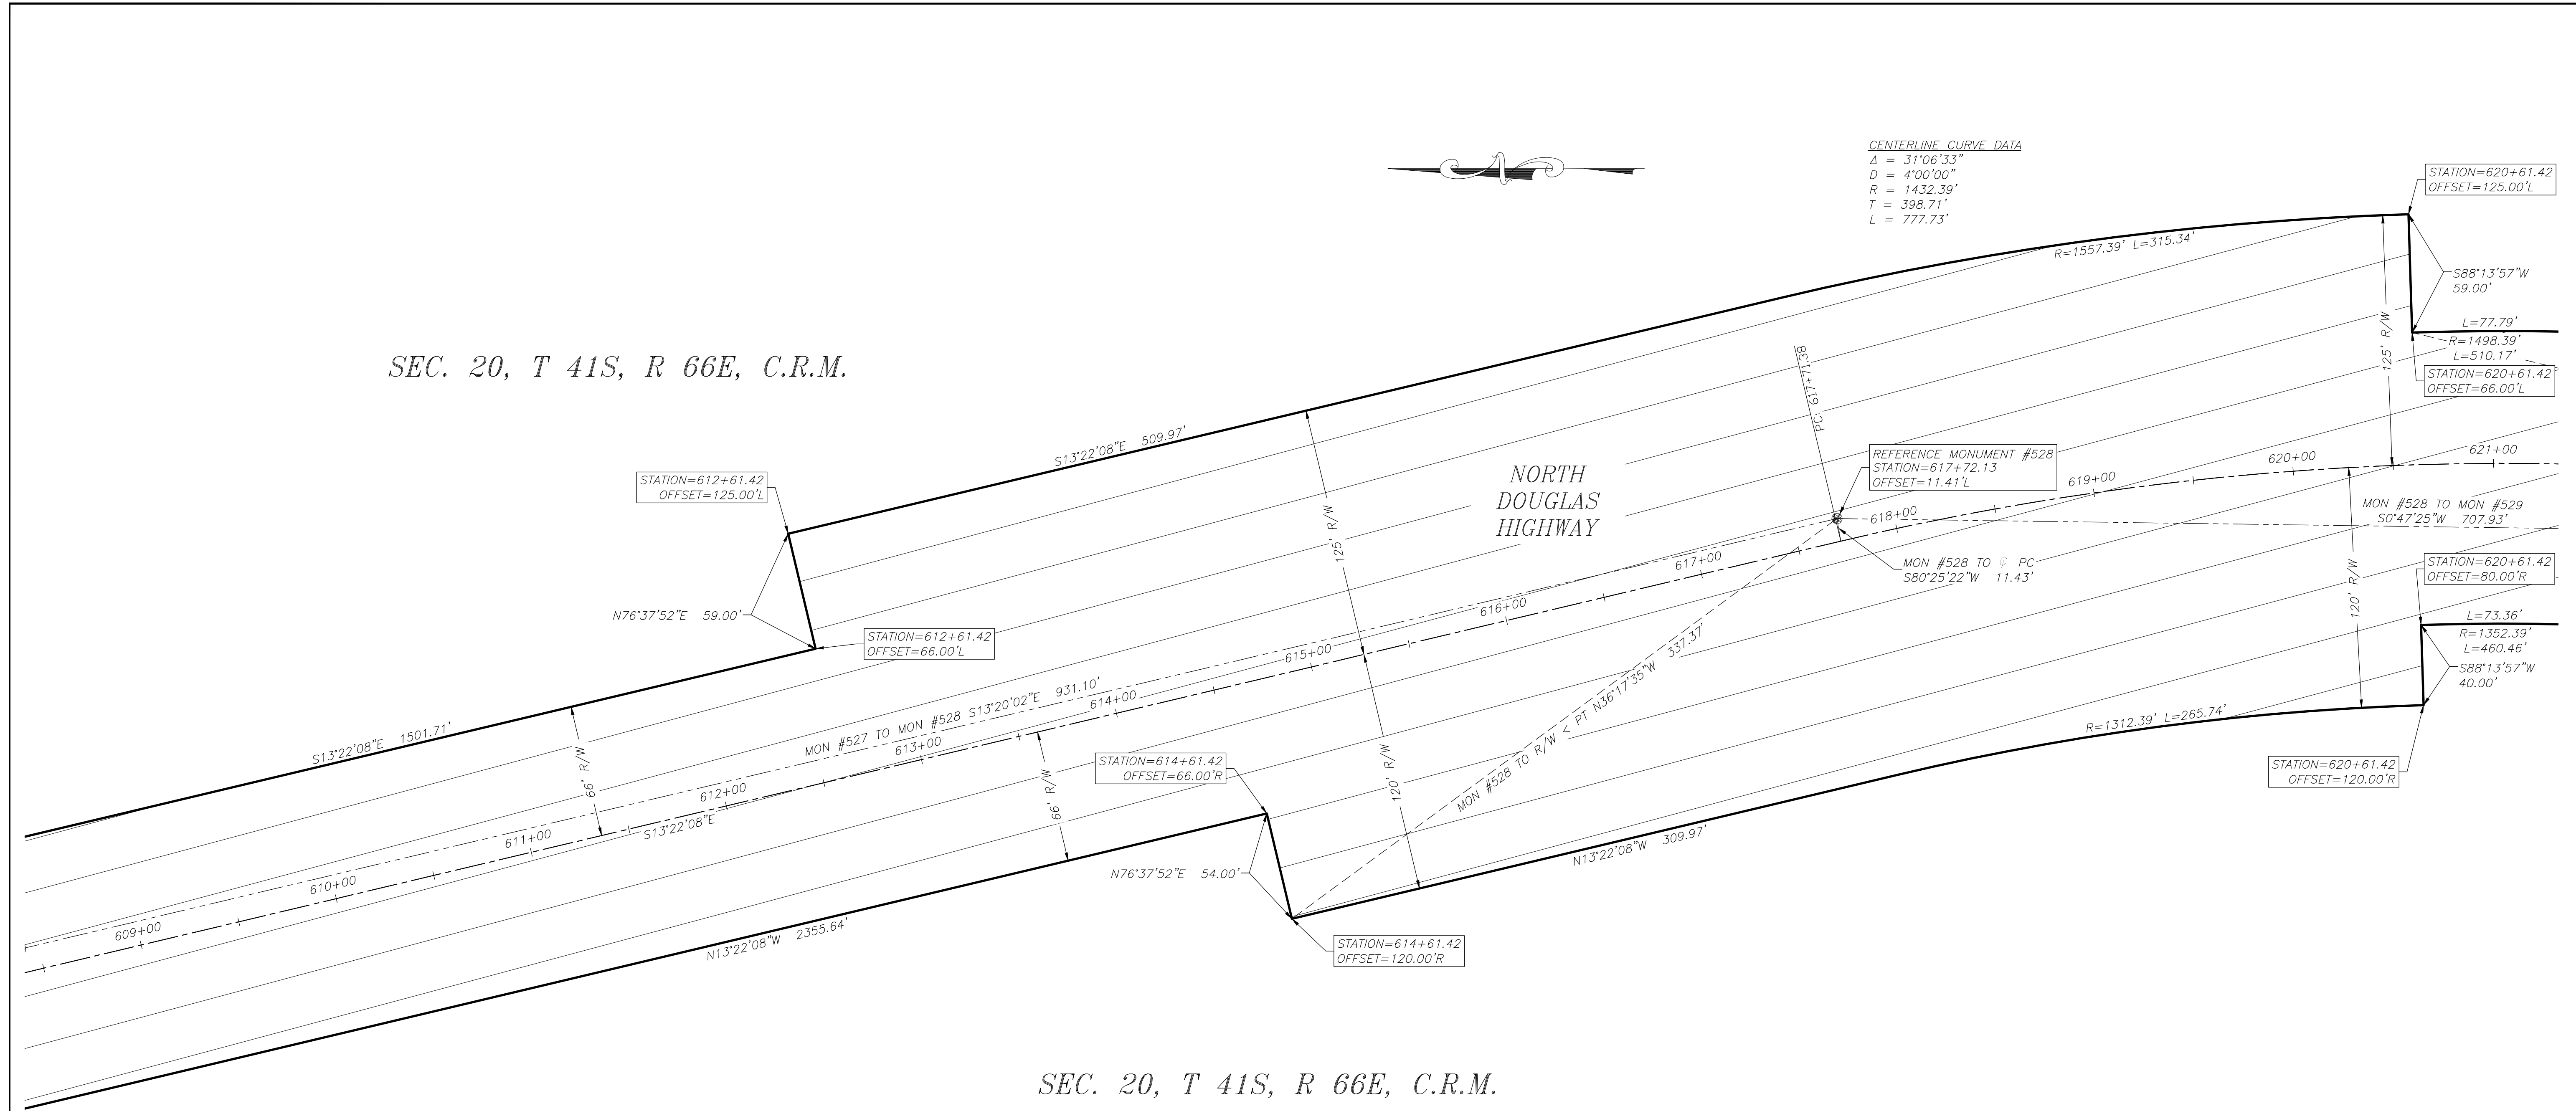 CENTERLINE CURVE DATA
Δ = 31°06'33"
D = 4°00'00"
R = 1432.39'
T = 398.71'
L = 777.73'
STATION=620+61.42
OFFSET=125.00'L
R=1557.39' L=315.34'
S88°13'57"W
59.00'
125' R/W
L=77.79'
R=1498.39'
L=510.17'
STATION=620+61.42
OFFSET=66.00'L
SEC. 20, T 41S, R 66E, C.R.M.
PC: 617+71.38
S13°22'08"E 509.97'
STATION=612+61.42
OFFSET=125.00'L
NORTH
DOUGLAS
HIGHWAY
REFERENCE MONUMENT #528
STATION=617+72.13
OFFSET=11.41'L
621+00
620+00
619+00
618+00
617+00
616+00
615+00
614+00
613+00
612+00
611+00
610+00
609+00
MON #528 TO MON #529
S0°47'25"W 707.93'
125' R/W
MON #528 TO ℄ PC
S80°25'22"W 11.43'
STATION=620+61.42
OFFSET=80.00'R
120' R/W
N76°37'52"E 59.00'
STATION=612+61.42
OFFSET=66.00'L
L=73.36'
R=1352.39'
L=460.46'
S88°13'57"W
40.00'
MON #527 TO MON #528 S13°20'02"E 931.10'
S13°22'08"E 1501.71'
66' R/W
S13°22'08"E
66' R/W
STATION=614+61.42
OFFSET=66.00'R
120' R/W
MON #528 TO R/W < PT N36°17'35"W 337.37'
R=1312.39' L=265.74'
STATION=620+61.42
OFFSET=120.00'R
N13°22'08"W 309.97'
N76°37'52"E 54.00'
N13°22'08"W 2355.64'
STATION=614+61.42
OFFSET=120.00'R
SEC. 20, T 41S, R 66E, C.R.M.